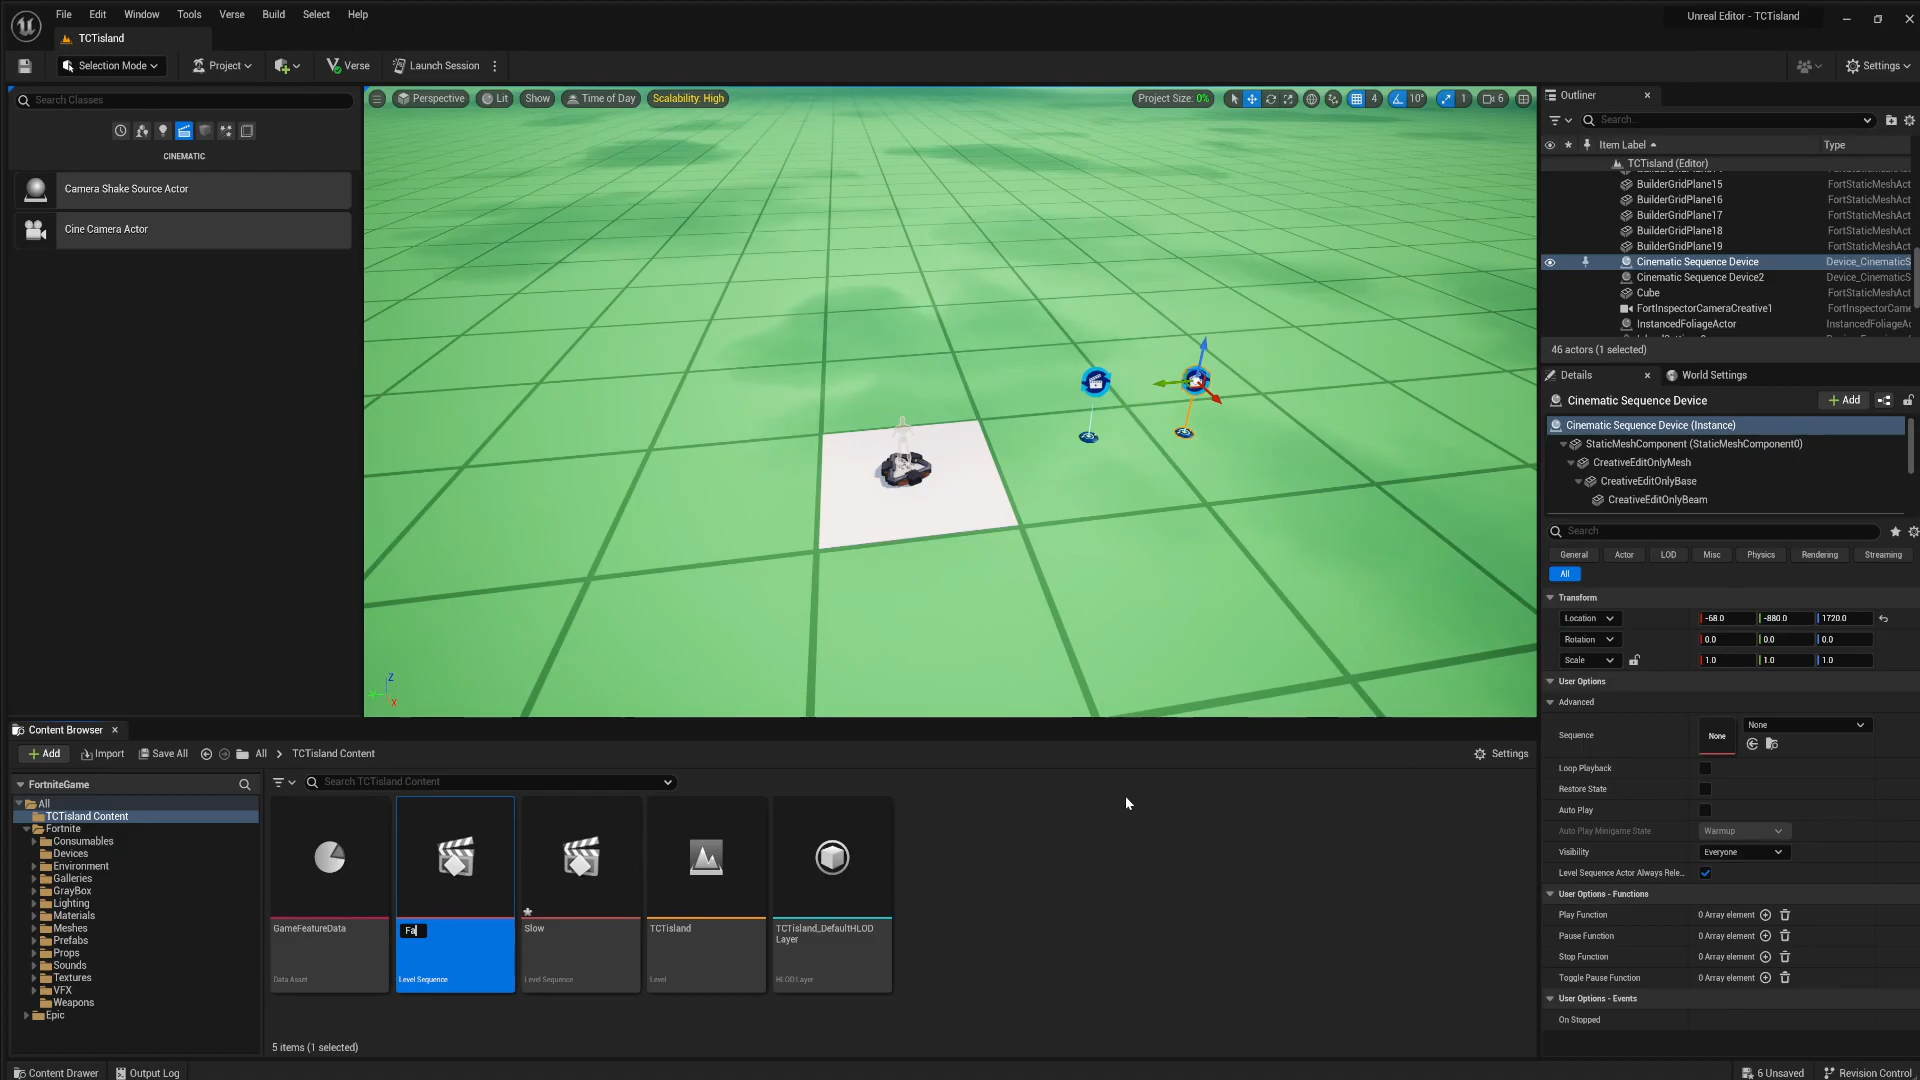 File Edit Window Tools Verse Build Select Help
Unreal Editor - TCTisland
TCTisland
Selection Mode Project Verse Launch Session Settings
Search Classes
CINEMATIC
Camera Shake Source Actor
Cine Camera Actor
Perspective Lit Show Time of Day Scalability: High
Project Size: 0% 4 10° 1 6
Outliner
Search...
Item Label Type
TCTisland (Editor)
BuilderGridPlane15 FortStaticMeshAct
BuilderGridPlane16 FortStaticMeshAct
BuilderGridPlane17 FortStaticMeshAct
BuilderGridPlane18 FortStaticMeshAct
BuilderGridPlane19 FortStaticMeshAct
Cinematic Sequence Device Device_CinematicS
Cinematic Sequence Device2 Device_CinematicS
Cube FortStaticMeshAct
FortInspectorCameraCreative1 FortInspectorCame
InstancedFoliageActor InstancedFoliageA
46 actors (1 selected)
Details World Settings
Cinematic Sequence Device Add
Cinematic Sequence Device (Instance)
StaticMeshComponent (StaticMeshComponent0)
CreativeEditOnlyMesh
CreativeEditOnlyBase
CreativeEditOnlyBeam
Search
General Actor LOD Misc Physics Rendering Streaming
All
Transform
Location -68.0 -880.0 1720.0
Rotation 0.0 0.0 0.0
Scale 1.0 1.0 1.0
User Options
Advanced
Sequence None None
Loop Playback
Restore State
Auto Play
Auto Play Minigame State Warmup
Visibility Everyone
Level Sequence Actor Always Rele...
User Options - Functions
Play Function 0 Array element
Pause Function 0 Array element
Stop Function 0 Array element
Toggle Pause Function 0 Array element
User Options - Events
On Stopped
Z
Y
X
Content Browser
Add Import Save All All TCTisland Content Settings
FortniteGame
Search TCTisland Content
All
TCTisland Content
Fortnite
Consumables
Devices
Environment
Galleries
GrayBox
Lighting
Materials
Meshes
Prefabs
Props
Sounds
Textures
VFX
Weapons
Epic
GameFeatureData
Data Asset
Fa
Level Sequence
Slow
Level Sequence
TCTisland
Level
TCTisland_DefaultHLOD
Layer
HLOD Layer
5 items (1 selected)
Content Drawer Output Log 6 Unsaved Revision Control